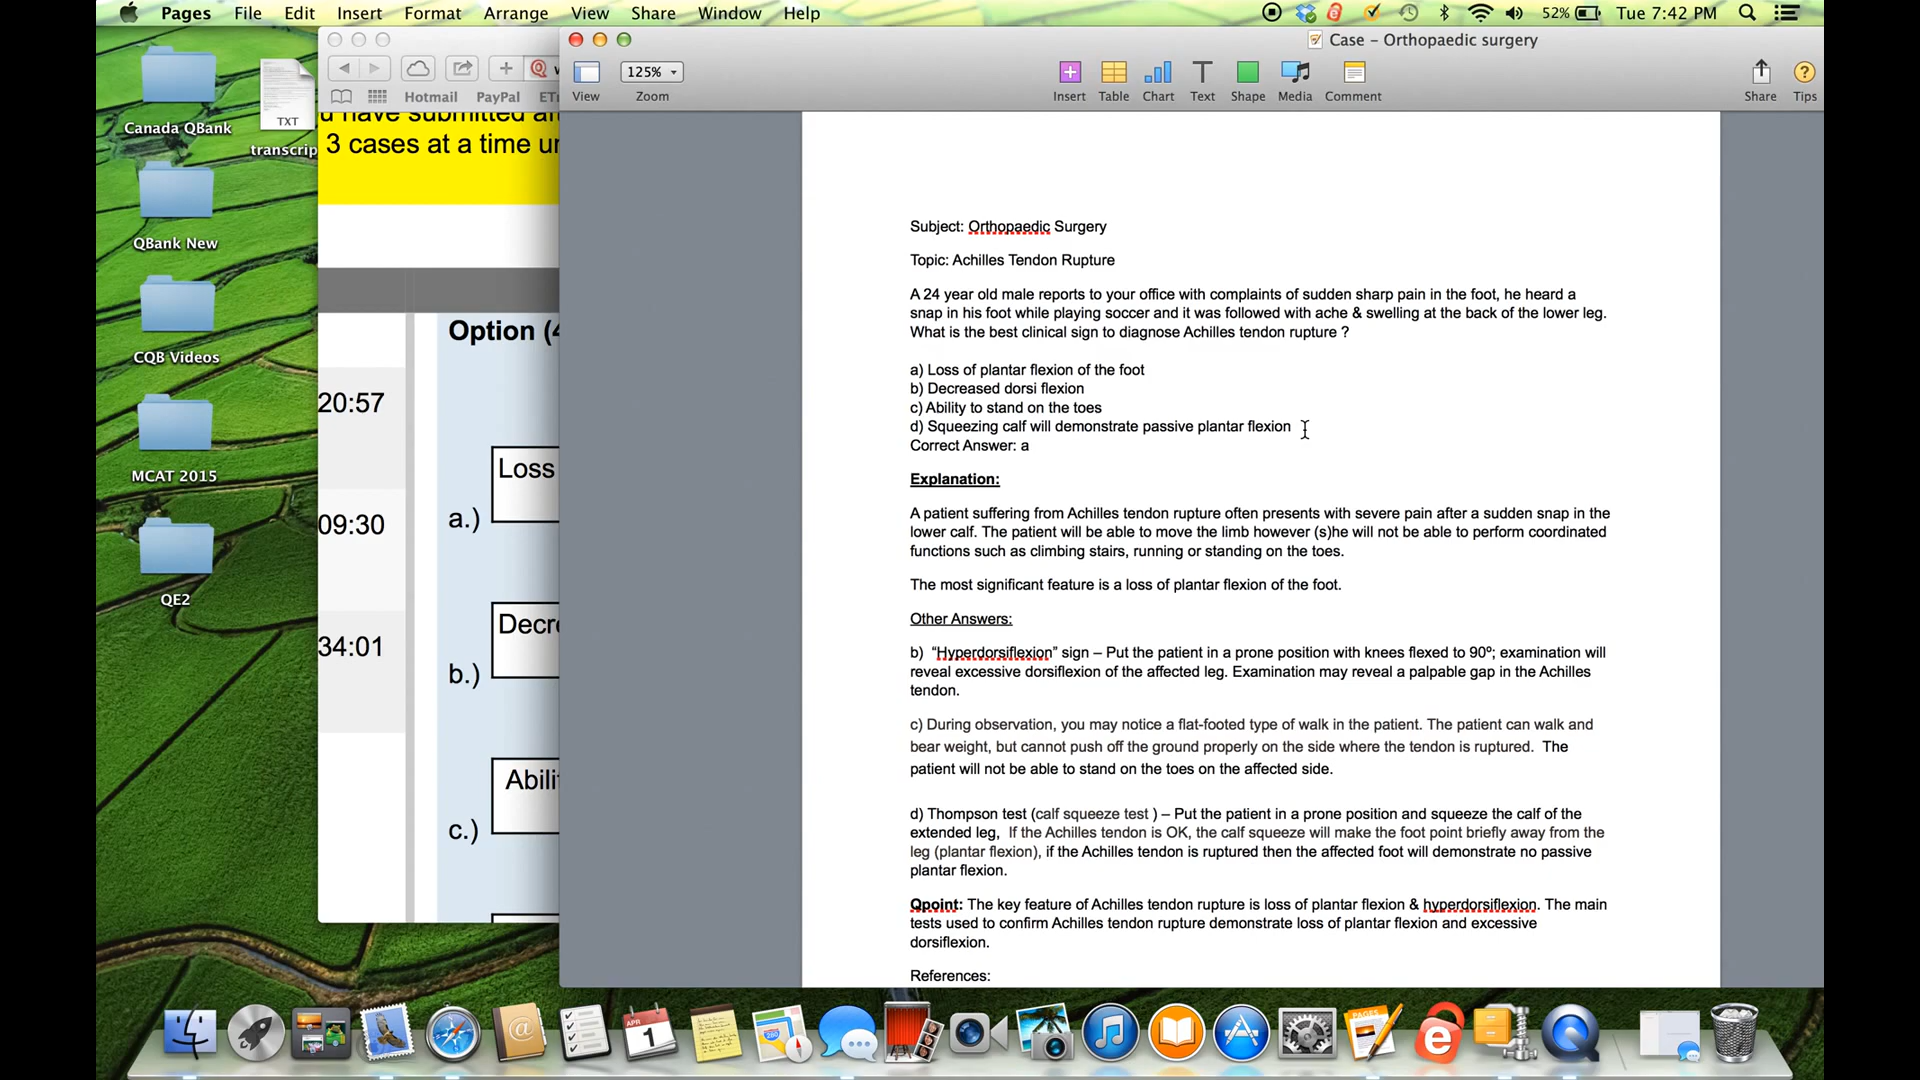 Pages File Edit Insert Format Arrange View Share Window Help 52% Tue 7:42 PM
Case – Orthopaedic surgery
125%
View Zoom Insert Table Chart Text Shape Media Comment Share Tips
Hotmail PayPal
3 cases at a time
Canada QBank
TXT
QBank New
CQB Videos
MCAT 2015
QE2
20:57
09:30
34:01
Option
a.) Loss
b.)
c.)
Subject: Orthopaedic Surgery
Topic: Achilles Tendon Rupture
A 24 year old male reports to your office with complaints of sudden sharp pain in the foot, he heard a
snap in his foot while playing soccer and it was followed with ache & swelling at the back of the lower leg.
What is the best clinical sign to diagnose Achilles tendon rupture ?
a) Loss of plantar flexion of the foot
b) Decreased dorsi flexion
c) Ability to stand on the toes
d) Squeezing calf will demonstrate passive plantar flexion
Correct Answer: a
Explanation:
A patient suffering from Achilles tendon rupture often presents with severe pain after a sudden snap in the
lower calf. The patient will be able to move the limb however (s)he will not be able to perform coordinated
functions such as climbing stairs, running or standing on the toes.
The most significant feature is a loss of plantar flexion of the foot.
Other Answers:
b) “Hyperdorsiflexion” sign – Put the patient in a prone position with knees flexed to 90º; examination will
reveal excessive dorsiflexion of the affected leg. Examination may reveal a palpable gap in the Achilles
tendon.
c) During observation, you may notice a flat-footed type of walk in the patient. The patient can walk and
bear weight, but cannot push off the ground properly on the side where the tendon is ruptured. The
patient will not be able to stand on the toes on the affected side.
d) Thompson test (calf squeeze test ) – Put the patient in a prone position and squeeze the calf of the
extended leg, If the Achilles tendon is OK, the calf squeeze will make the foot point briefly away from the
leg (plantar flexion), if the Achilles tendon is ruptured then the affected foot will demonstrate no passive
plantar flexion.
Qpoint: The key feature of Achilles tendon rupture is loss of plantar flexion & hyperdorsiflexion. The main
tests used to confirm Achilles tendon rupture demonstrate loss of plantar flexion and excessive
dorsiflexion.
References: